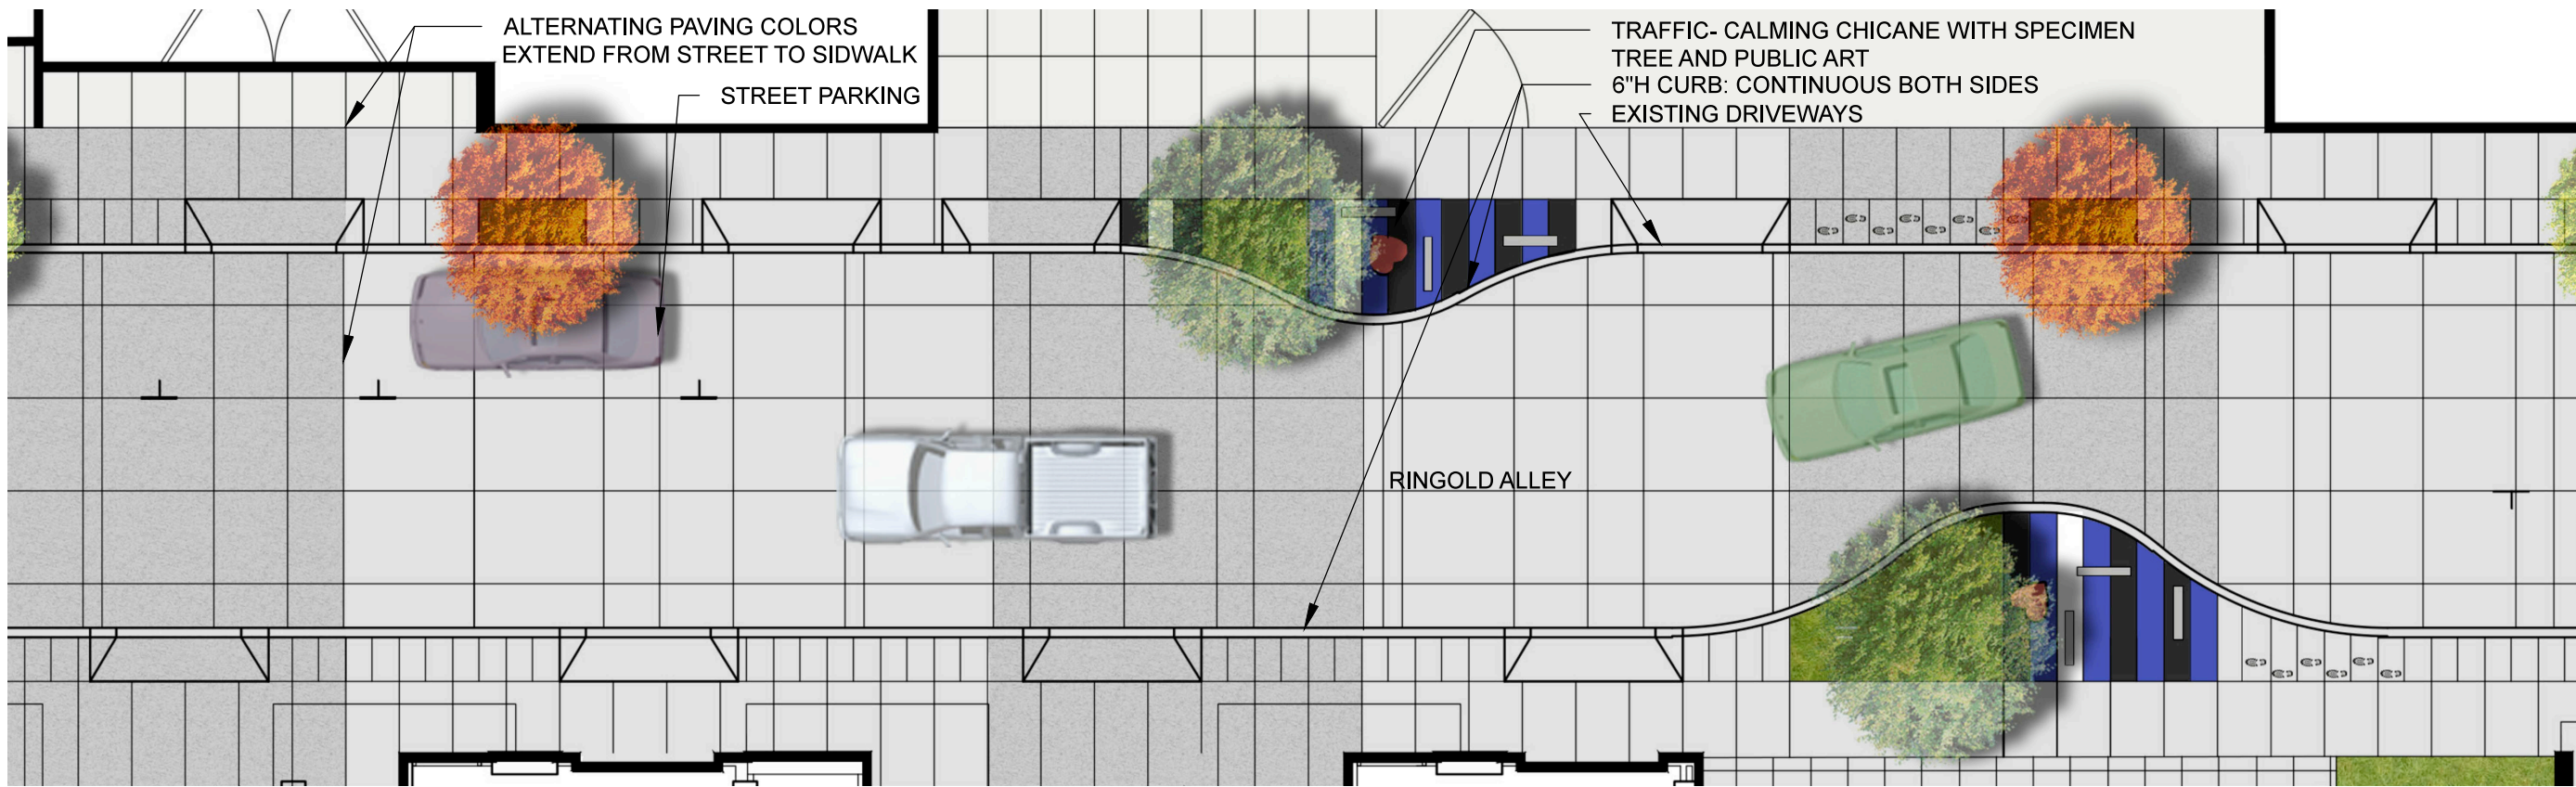 ALTERNATING PAVING COLORS
EXTEND FROM STREET TO SIDWALK
STREET PARKING
TRAFFIC- CALMING CHICANE WITH SPECIMEN
TREE AND PUBLIC ART
6"H CURB: CONTINUOUS BOTH SIDES
EXISTING DRIVEWAYS
RINGOLD ALLEY